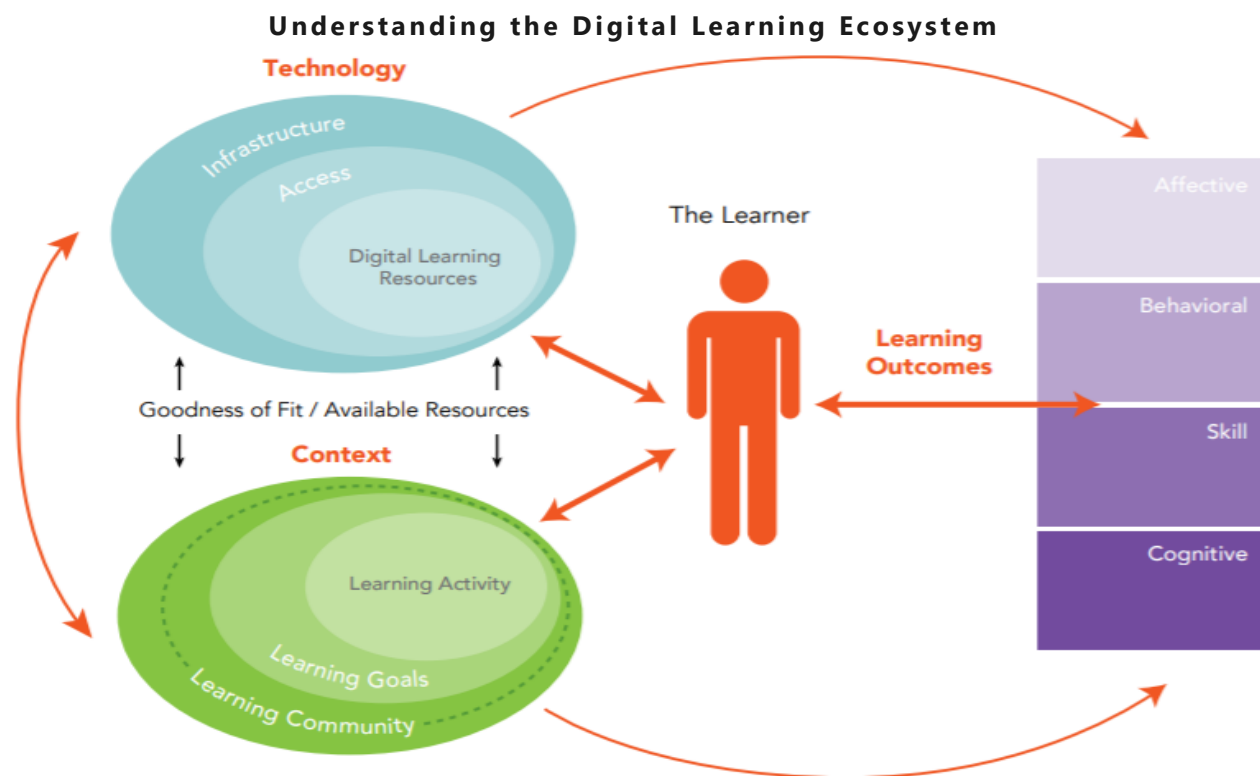 Understanding the Digital Learning Ecosystem
Technology
Infrastructure
Access
Digital Learning
Resources
Goodness of Fit / Available Resources
Context
Learning Activity
Learning Goals
Learning Community
The Learner
Learning
Outcomes
Affective
Behavioral
Skill
Cognitive